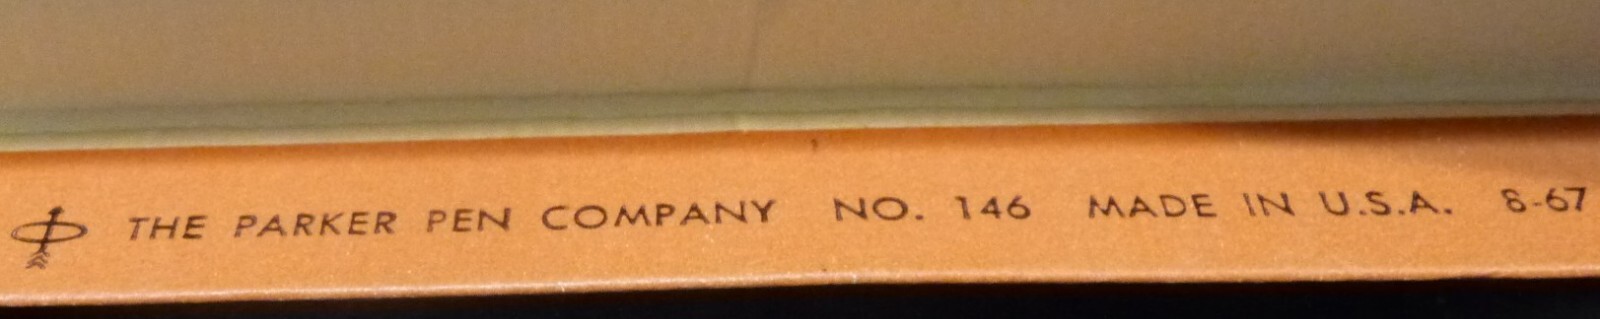 THE PARKER PEN COMPANY NO. 146 MADE IN U.S.A. 8-67